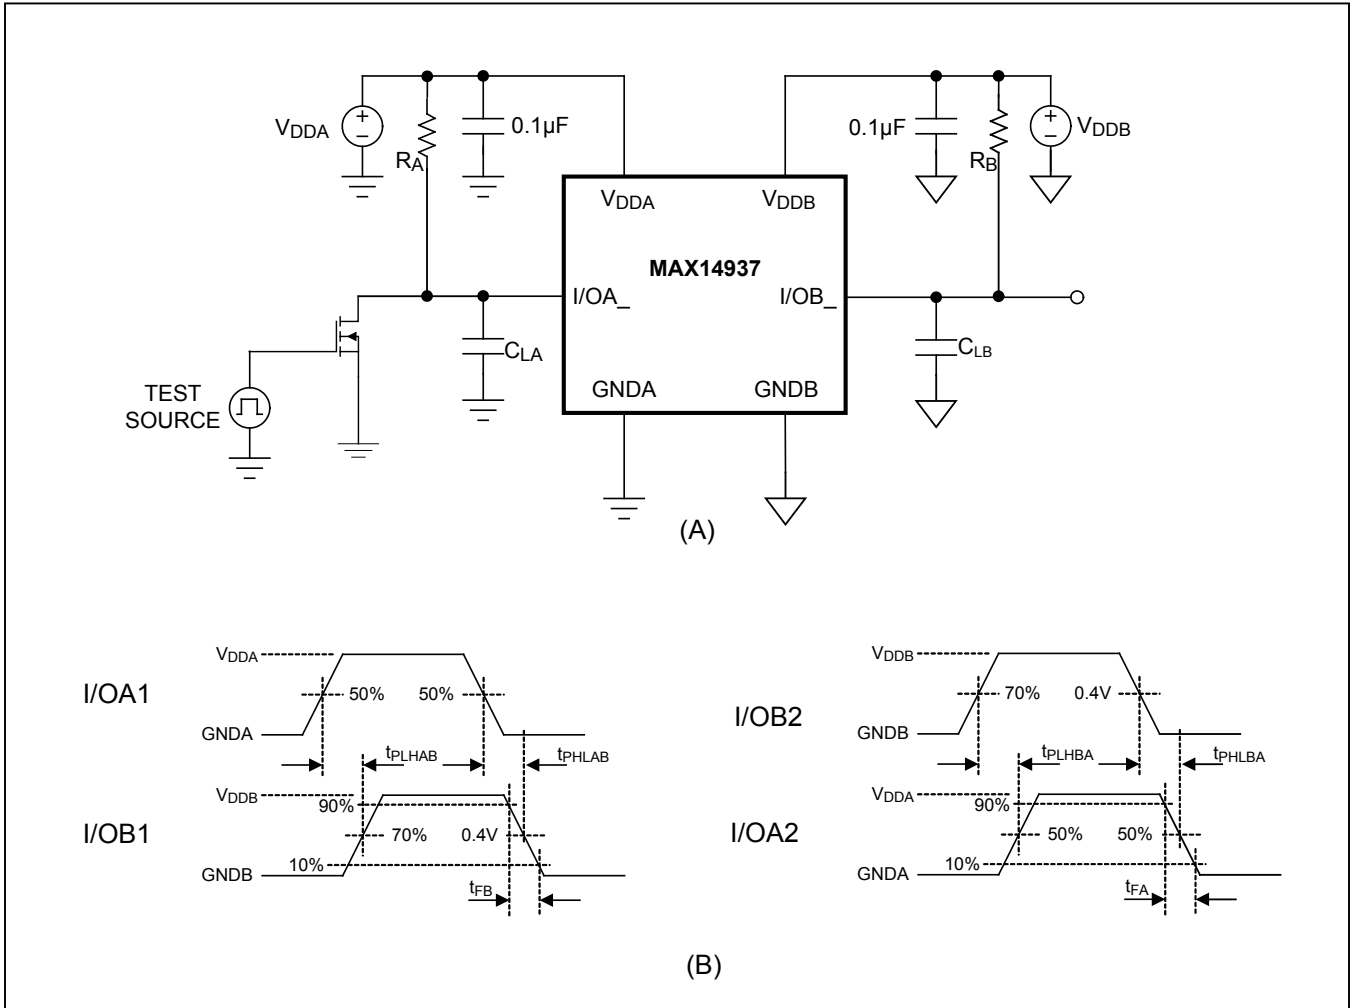 VDDA
RA
0.1µF
0.1µF
RB
VDDB
VDDA
VDDB
MAX14937
I/OA_
I/OB_
CLA
CLB
GNDA
GNDB
TEST
SOURCE
(A)
I/OA1
VDDA
50%
50%
GNDA
tPLHAB
tPHLAB
I/OB1
VDDB
90%
70%
0.4V
10%
GNDB
tFB
I/OB2
VDDB
70%
0.4V
GNDB
tPLHBA
tPHLBA
I/OA2
VDDA
90%
50%
50%
10%
GNDA
tFA
(B)